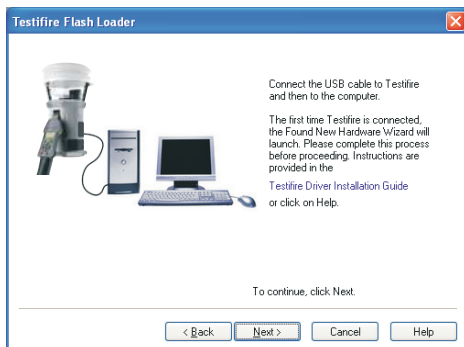 Testifire Flash Loader
Connect the USB cable to Testifire
and then to the computer.
The first time Testifire is connected,
the Found New Hardware Wizard will
launch. Please complete this process
before proceeding. Instructions are
provided in the
Testifire Driver Installation Guide
or click on Help.
To continue, click Next.
< Back
Next >
Cancel
Help